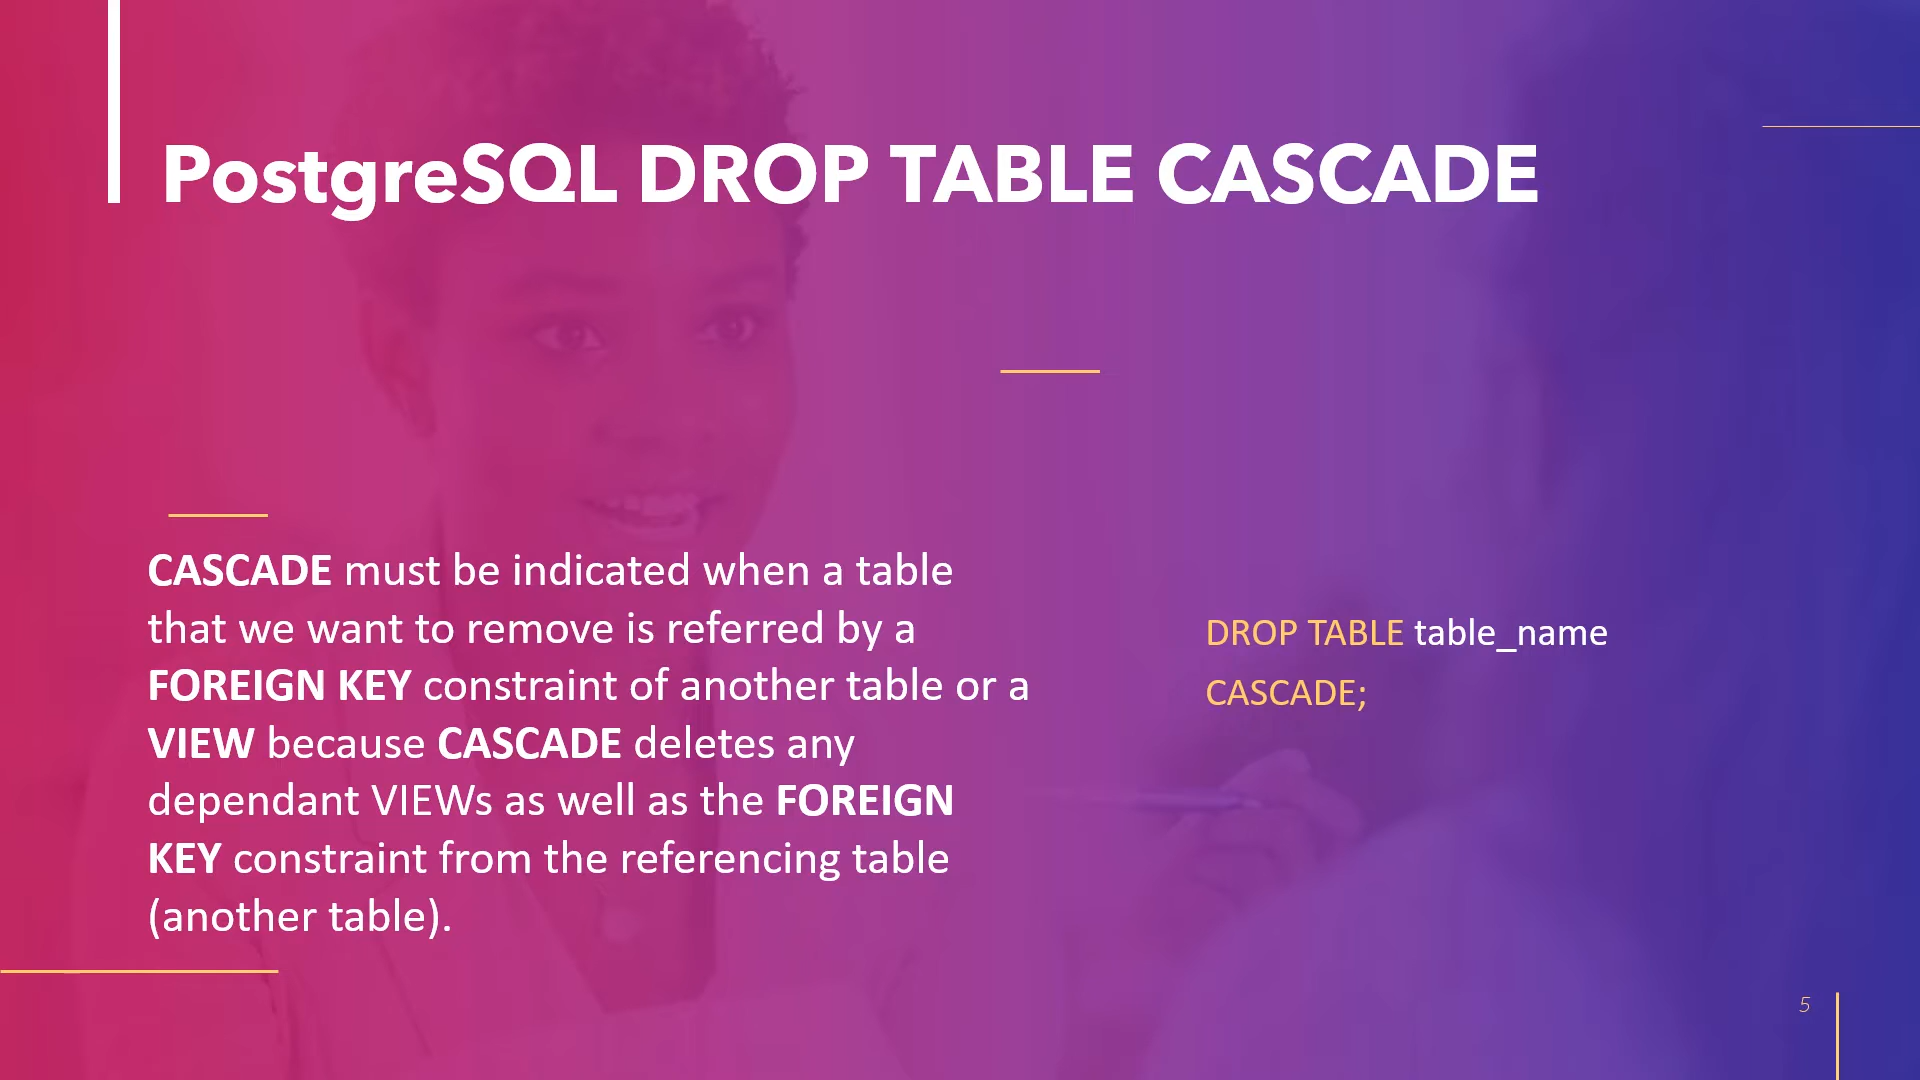 PostgreSQL DROP TABLE CASCADE
CASCADE must be indicated when a table
that we want to remove is referred by a
FOREIGN KEY constraint of another table or a
VIEW because CASCADE deletes any
dependant VIEWs as well as the FOREIGN
KEY constraint from the referencing table
(another table).
DROP TABLE table_name
CASCADE;
5